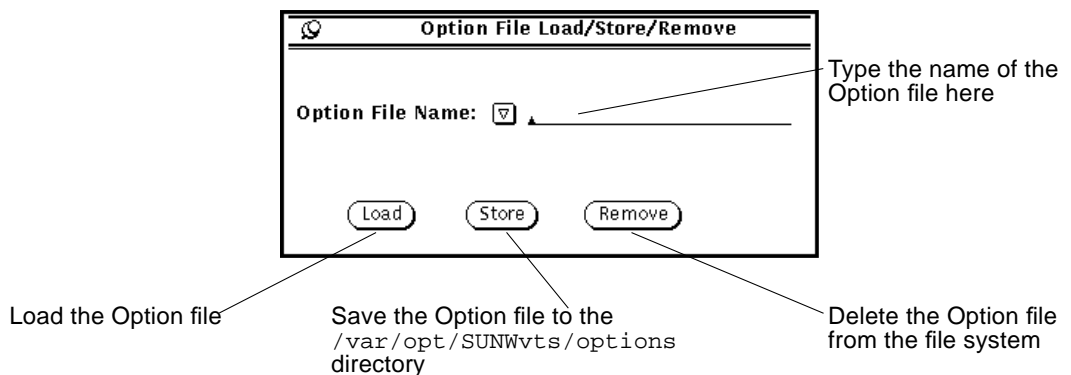 Option File Load/Store/Remove
Type the name of the
Option file here
Option File Name:
Load
Store
Remove
Load the Option file
Save the Option file to the
/var/opt/SUNWvts/options
directory
Delete the Option file
from the file system